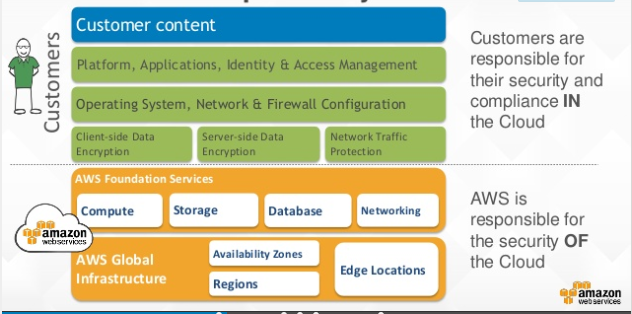 Customer content
Platform, Applications, Identity & Access Management
Operating System, Network & Firewall Configuration
Client-side Data
Encryption
Server-side Data
Encryption
Network Traffic
Protection
Customers
Customers are
responsible for
their security and
compliance IN
the Cloud
AWS Foundation Services
Compute
Storage
Database
Networking
amazon
webservices
AWS Global
Infrastructure
Availability Zones
Regions
Edge Locations
AWS is
responsible for
the security OF
the Cloud
amazon
webservices